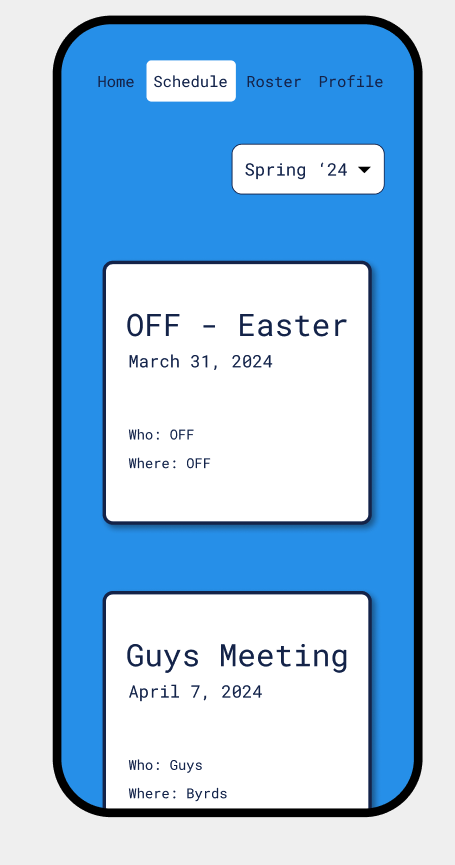 Home Schedule Roster Profile
Spring ‘24
OFF - Easter
March 31, 2024
Who: OFF
Where: OFF
Guys Meeting
April 7, 2024
Who: Guys
Where: Byrds